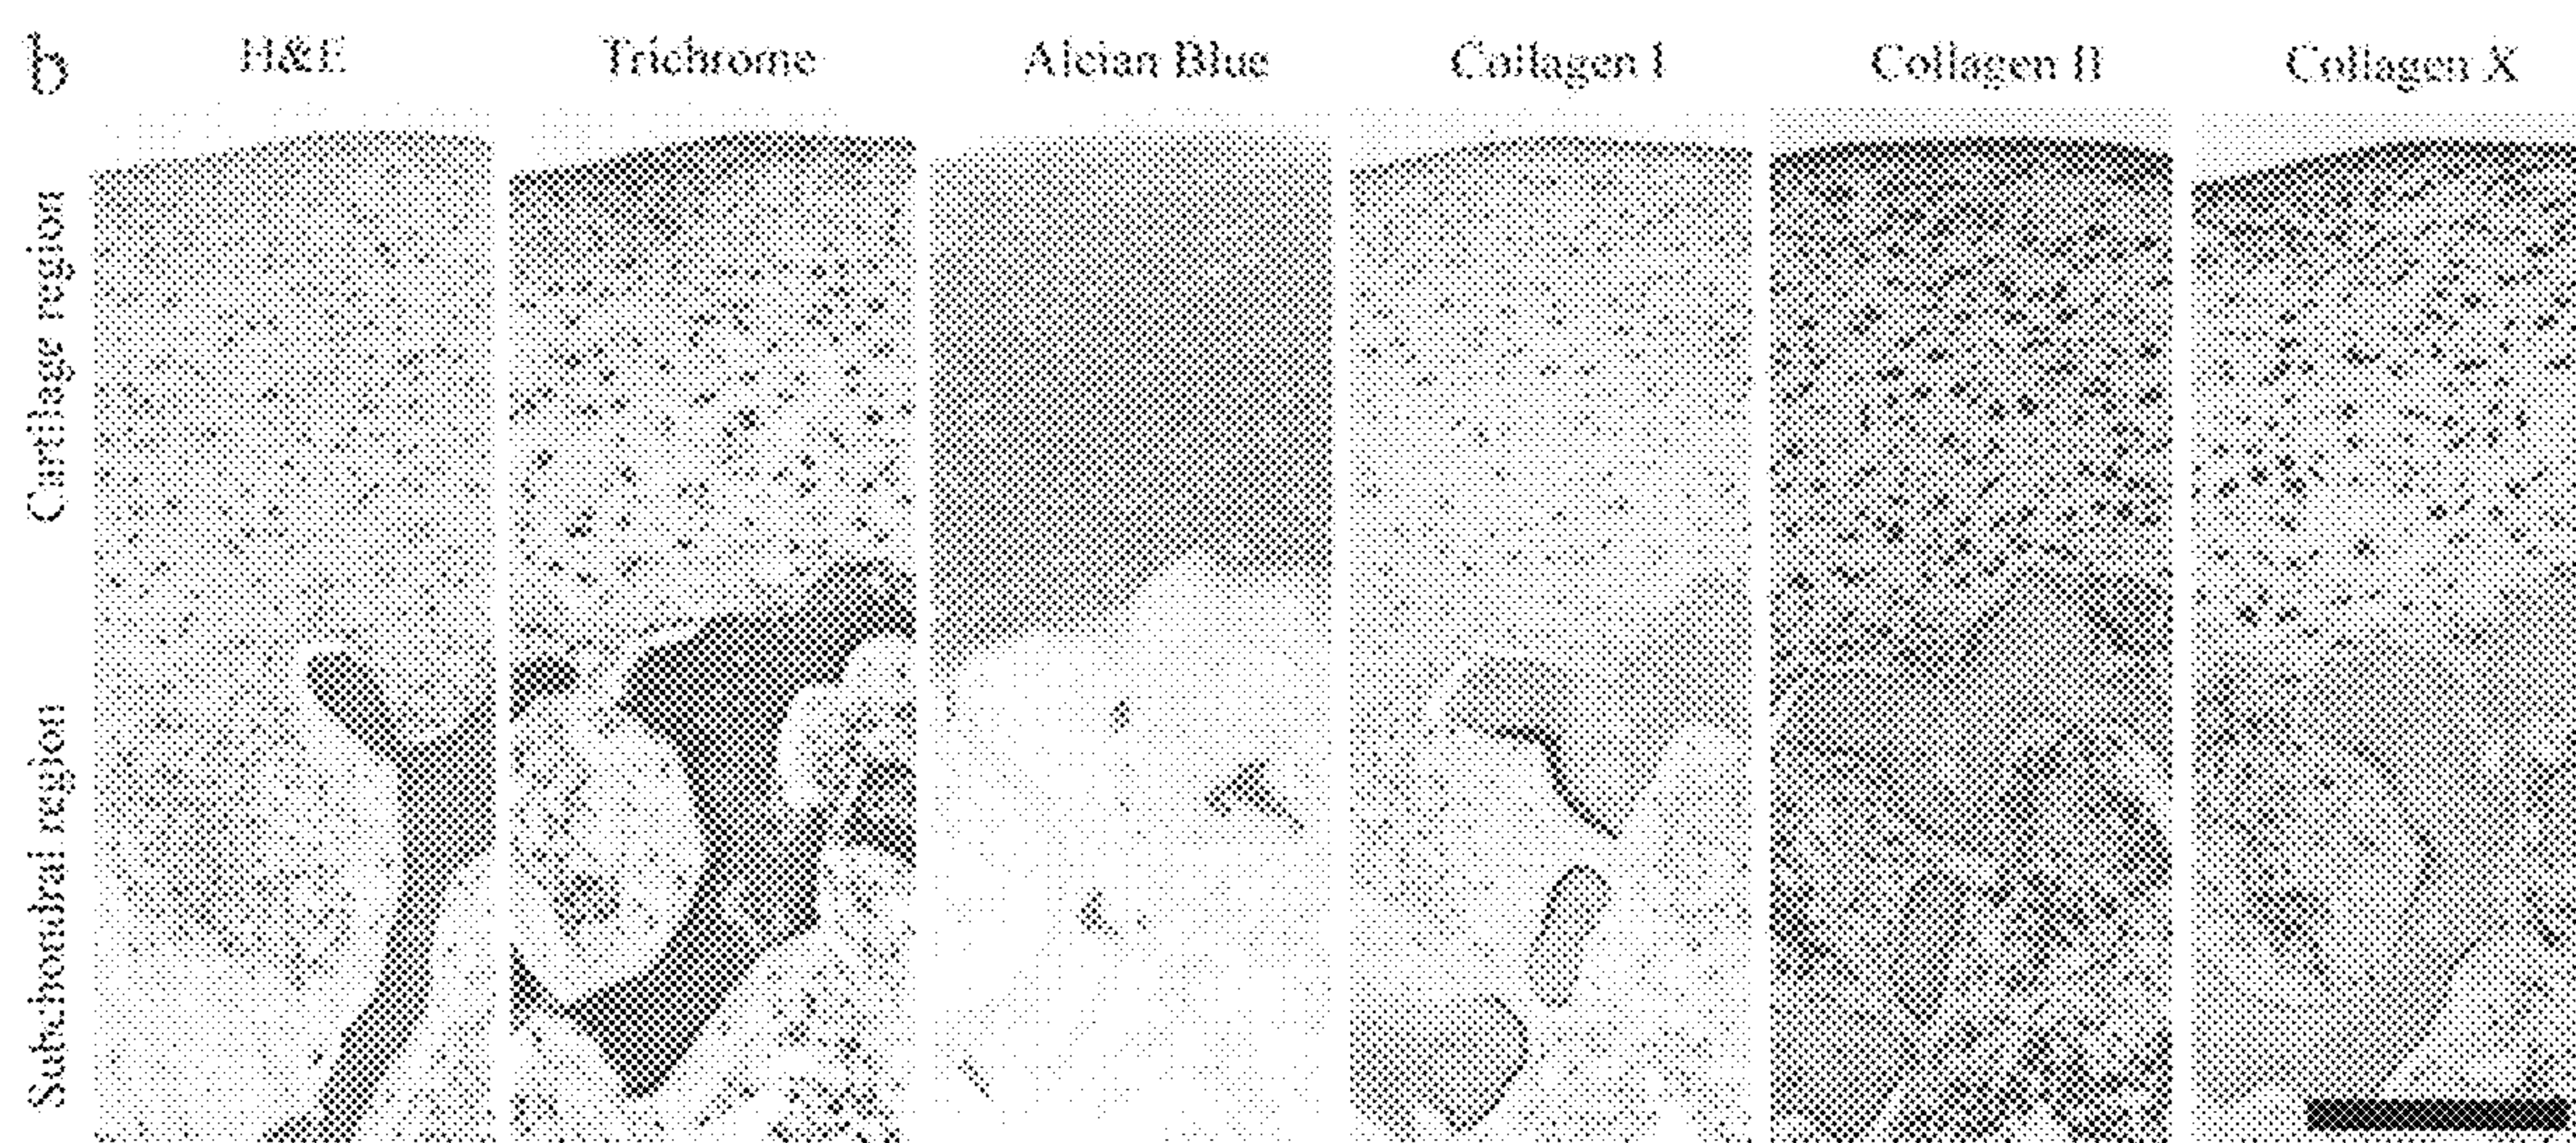 b
H&E
Trichrome
Alcian Blue
Collagen I
Collagen II
Collagen X
Cartilage region
Subchondral region